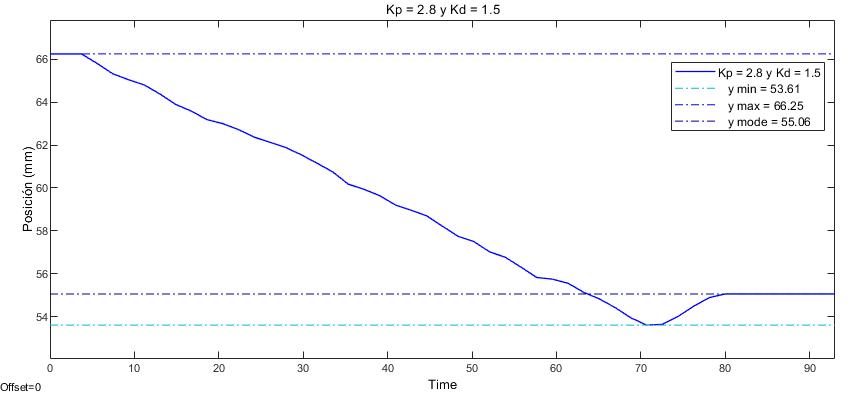 Kp = 2.8 y Kd = 1.5
66
64
62
60
58
56
54
Posición (mm)
Kp = 2.8 y Kd = 1.5
y min = 53.61
y max = 66.25
y mode = 55.06
0 10 20 30 40 50 60 70 80 90
Time
Offset=0